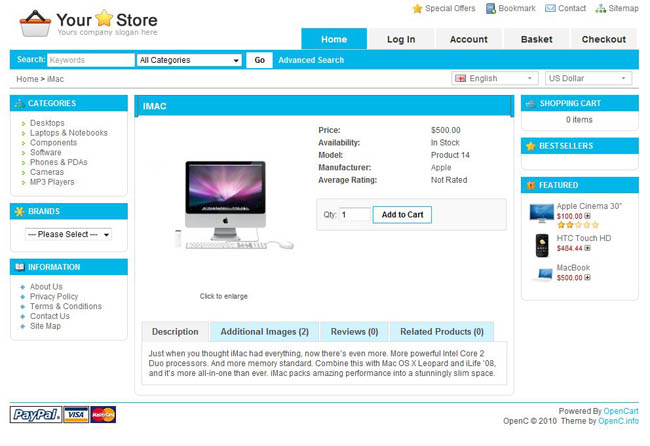 Special Offers Bookmark Contact Sitemap
Your Store
Yours company slogan here
Home Log In Account Basket Checkout
Search: Keywords All Categories Go Advanced Search
Home > iMac
English US Dollar
CATEGORIES
Desktops
Laptops & Notebooks
Components
Software
Phones & PDAs
Cameras
MP3 Players
BRANDS
--- Please Select ---
INFORMATION
About Us
Privacy Policy
Terms & Conditions
Contact Us
Site Map
IMAC
Price: $500.00
Availability: In Stock
Model: Product 14
Manufacturer: Apple
Average Rating: Not Rated
Qty: 1 Add to Cart
Click to enlarge
Description Additional Images (2) Reviews (0) Related Products (0)
Just when you thought iMac had everything, now there's even more. More powerful Intel Core 2
Duo processors. And more memory standard. Combine this with Mac OS X Leopard and iLife '08,
and it's more all-in-one than ever. iMac packs amazing performance into a stunningly slim space.
SHOPPING CART
0 items
BESTSELLERS
FEATURED
Apple Cinema 30"
$100.00
HTC Touch HD
$484.44
MacBook
$500.00
PayPal VISA MasterCard
Powered By OpenCart
OpenC © 2010 Theme by OpenC.info